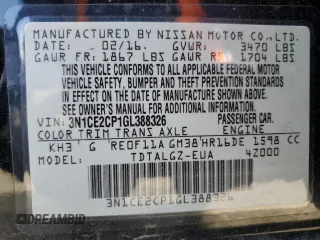 MANUFACTURED BY NISSAN MOTOR CO.,LTD.
DATE: 02/16. GVWR: 3470 LBS
GAWR FR: 1867 LBS GAWR RR: 1704 LBS
THIS VEHICLE CONFORMS TO ALL APPLICABLE FEDERAL MOTOR
VEHICLE SAFETY, BUMPER AND THEFT PREVENTION
STANDARDS IN EFFECT ON THE DATE OF MANUFACTURE SHOWN
ABOVE. SEE OWNER'S MANUAL FOR ADDITIONAL INFORMATION
VIN: 3N1CE2CP1GL388326 PASSENGER CAR.
COLOR TRIM TRANS AXLE ENGINE
KH3 G RE0F11A GM38 HR16DE 1598 CC
MODEL: TDTALGZ-EUA 4Z000
3N1CE2CP1GL388326
DREAMBID